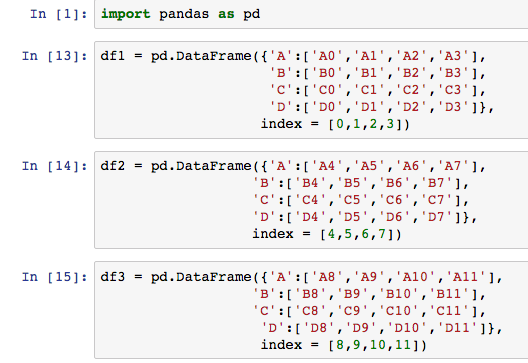 In [1]: import pandas as pd
In [13]: df1 = pd.DataFrame({'A':['A0','A1','A2','A3'],
'B':['B0','B1','B2','B3'],
'C':['C0','C1','C2','C3'],
'D':['D0','D1','D2','D3']},
index = [0,1,2,3])
In [14]: df2 = pd.DataFrame({'A':['A4','A5','A6','A7'],
'B':['B4','B5','B6','B7'],
'C':['C4','C5','C6','C7'],
'D':['D4','D5','D6','D7']},
index = [4,5,6,7])
In [15]: df3 = pd.DataFrame({'A':['A8','A9','A10','A11'],
'B':['B8','B9','B10','B11'],
'C':['C8','C9','C10','C11'],
'D':['D8','D9','D10','D11']},
index = [8,9,10,11])